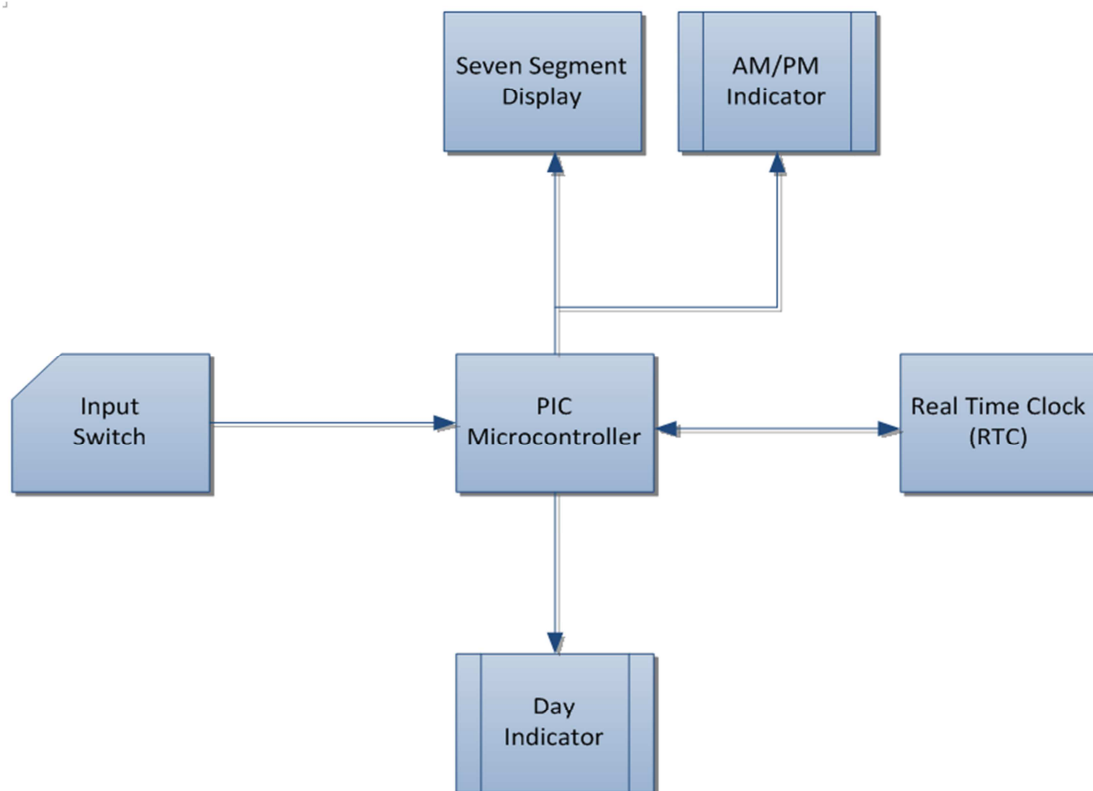 Seven Segment
Display
AM/PM
Indicator
Input
Switch
PIC
Microcontroller
Real Time Clock
(RTC)
Day
Indicator